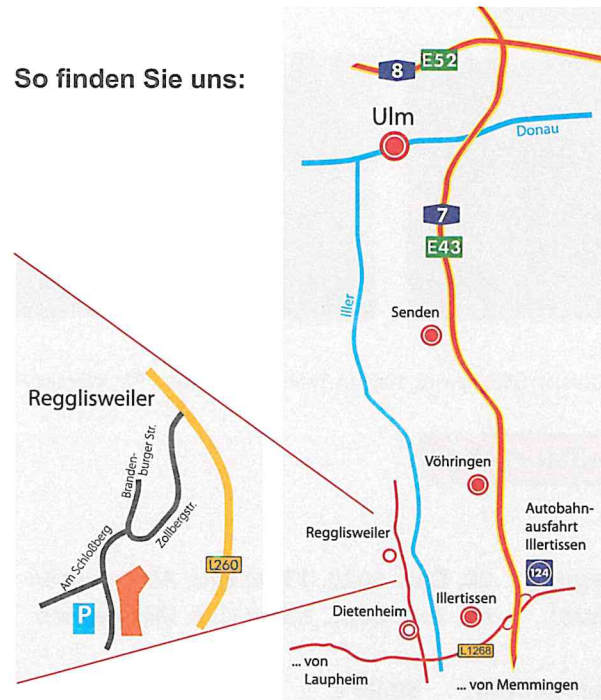 So finden Sie uns:
8
E52
Ulm
Donau
7
E43
Iller
Senden
Regglisweiler
Branden-
burger Str.
Zollbergstr.
Am Schloßberg
L260
P
Vöhringen
Autobahn-
ausfahrt
Illertissen
124
Regglisweiler
Illertissen
Dietenheim
L1268
... von
Laupheim
... von Memmingen